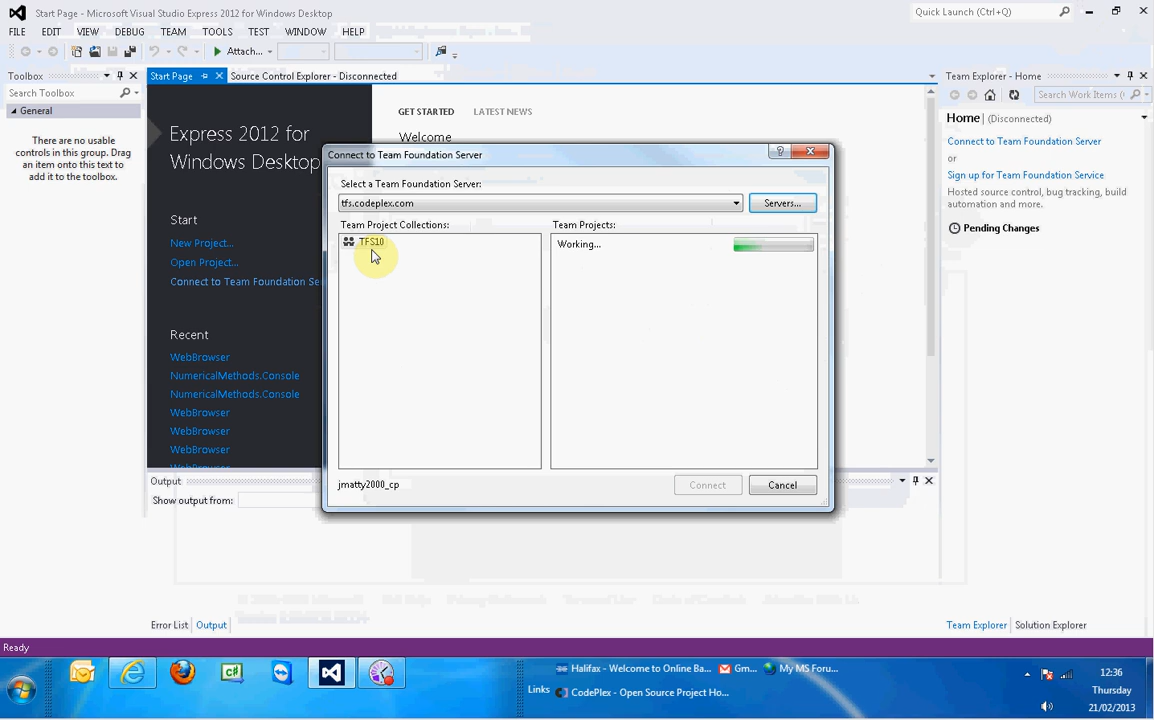 Start Page - Microsoft Visual Studio Express 2012 for Windows Desktop
Quick Launch (Ctrl+Q)
FILE EDIT VIEW DEBUG TEAM TOOLS TEST WINDOW HELP
Attach...
Toolbox
Search Toolbox
General
There are no usable
controls in this group. Drag
an item onto this text to
add it to the toolbox.
Start Page
Source Control Explorer - Disconnected
Express 2012 for
Windows Desktop
GET STARTED LATEST NEWS
Welcome
Start
New Project...
Open Project...
Connect to Team Foundation Se
Recent
WebBrowser
NumericalMethods.Console
NumericalMethods.Console
WebBrowser
WebBrowser
WebBrowser
WebBrowser
Connect to Team Foundation Server
Select a Team Foundation Server:
tfs.codeplex.com
Servers...
Team Project Collections:
Team Projects:
TFS10
Working...
jmatty2000_cp
Connect
Cancel
Team Explorer - Home
Search Work Items (
Home | (Disconnected)
Connect to Team Foundation Server
or
Sign up for Team Foundation Service
Hosted source control, bug tracking, build
automation and more.
Pending Changes
Output
Show output from:
Error List Output
Team Explorer Solution Explorer
Ready
Links
Halifax - Welcome to Online Ba...
Gm...
My MS Foru...
CodePlex - Open Source Project Ho...
12:36
Thursday
21/02/2013